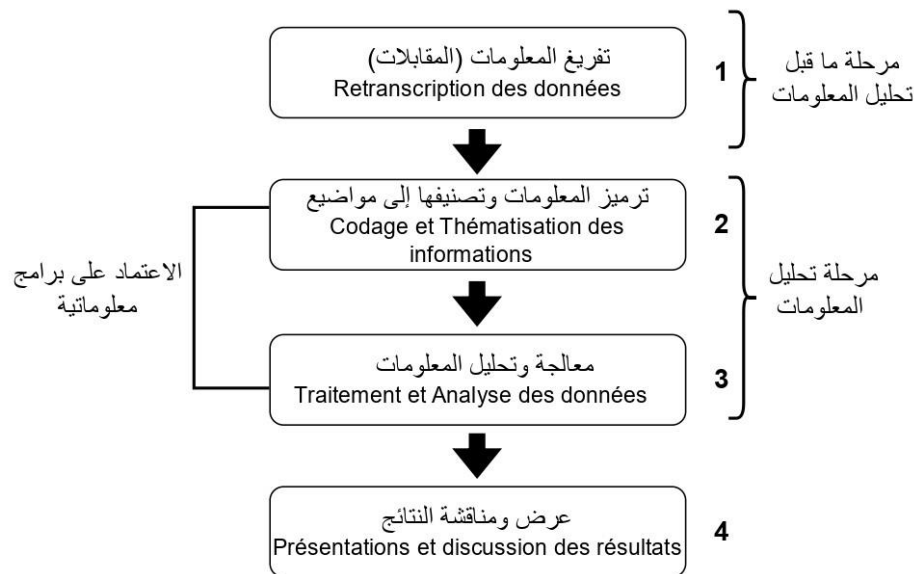 تفريغ المعلومات (المقابلات)
Retranscription des données
1
مرحلة ما قبل
تحليل المعلومات
ترميز المعلومات وتصنيفها إلى مواضيع
Codage et Thématisation des
informations
2
الاعتماد على برامج
معلوماتية
مرحلة تحليل
المعلومات
معالجة وتحليل المعلومات
Traitement et Analyse des données
3
عرض ومناقشة النتائج
Présentations et discussion des résultats
4